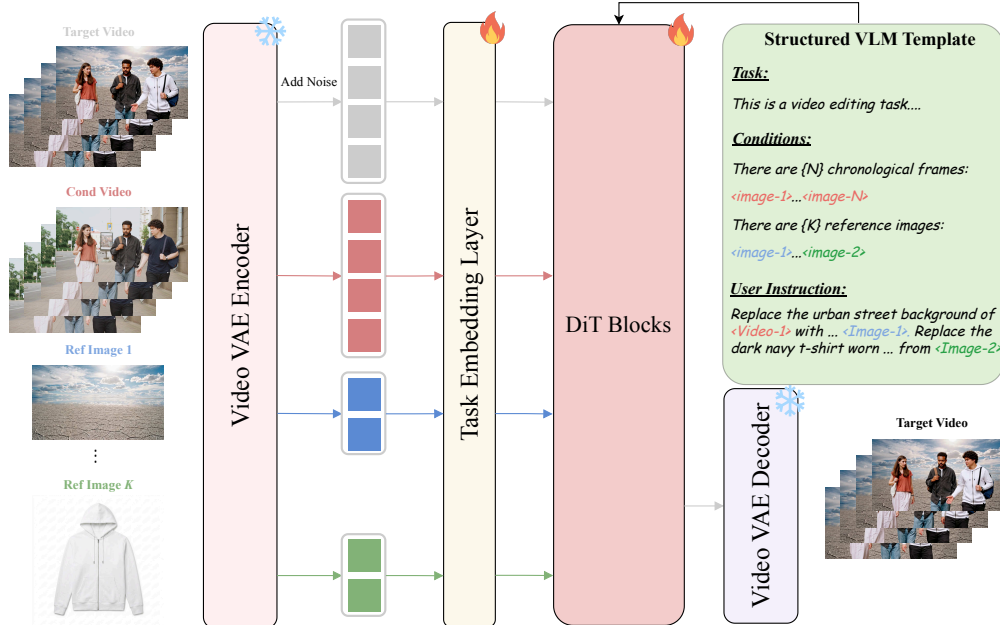 Target Video
Cond Video
Ref Image 1
⋮
Ref Image K
Video VAE Encoder
Add Noise
Task Embedding Layer
DiT Blocks
Structured VLM Template
Task:
This is a video editing task....
Conditions:
There are {N} chronological frames:
<image-1>...<image-N>
There are {K} reference images:
<image-1>...<image-2>
User Instruction:
Replace the urban street background of
<Video-1> with ... <Image-1>. Replace the
dark navy t-shirt worn ... from <Image-2>
Video VAE Decoder
Target Video